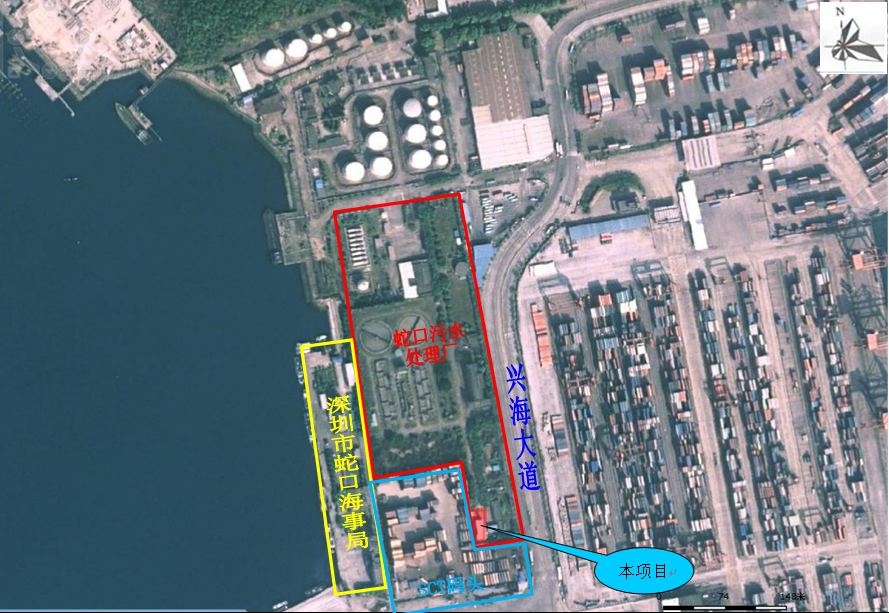 N
蛇口污水
处理厂
兴海大道
深圳市蛇口海事局
SCT码头
本项目
0 74 148米